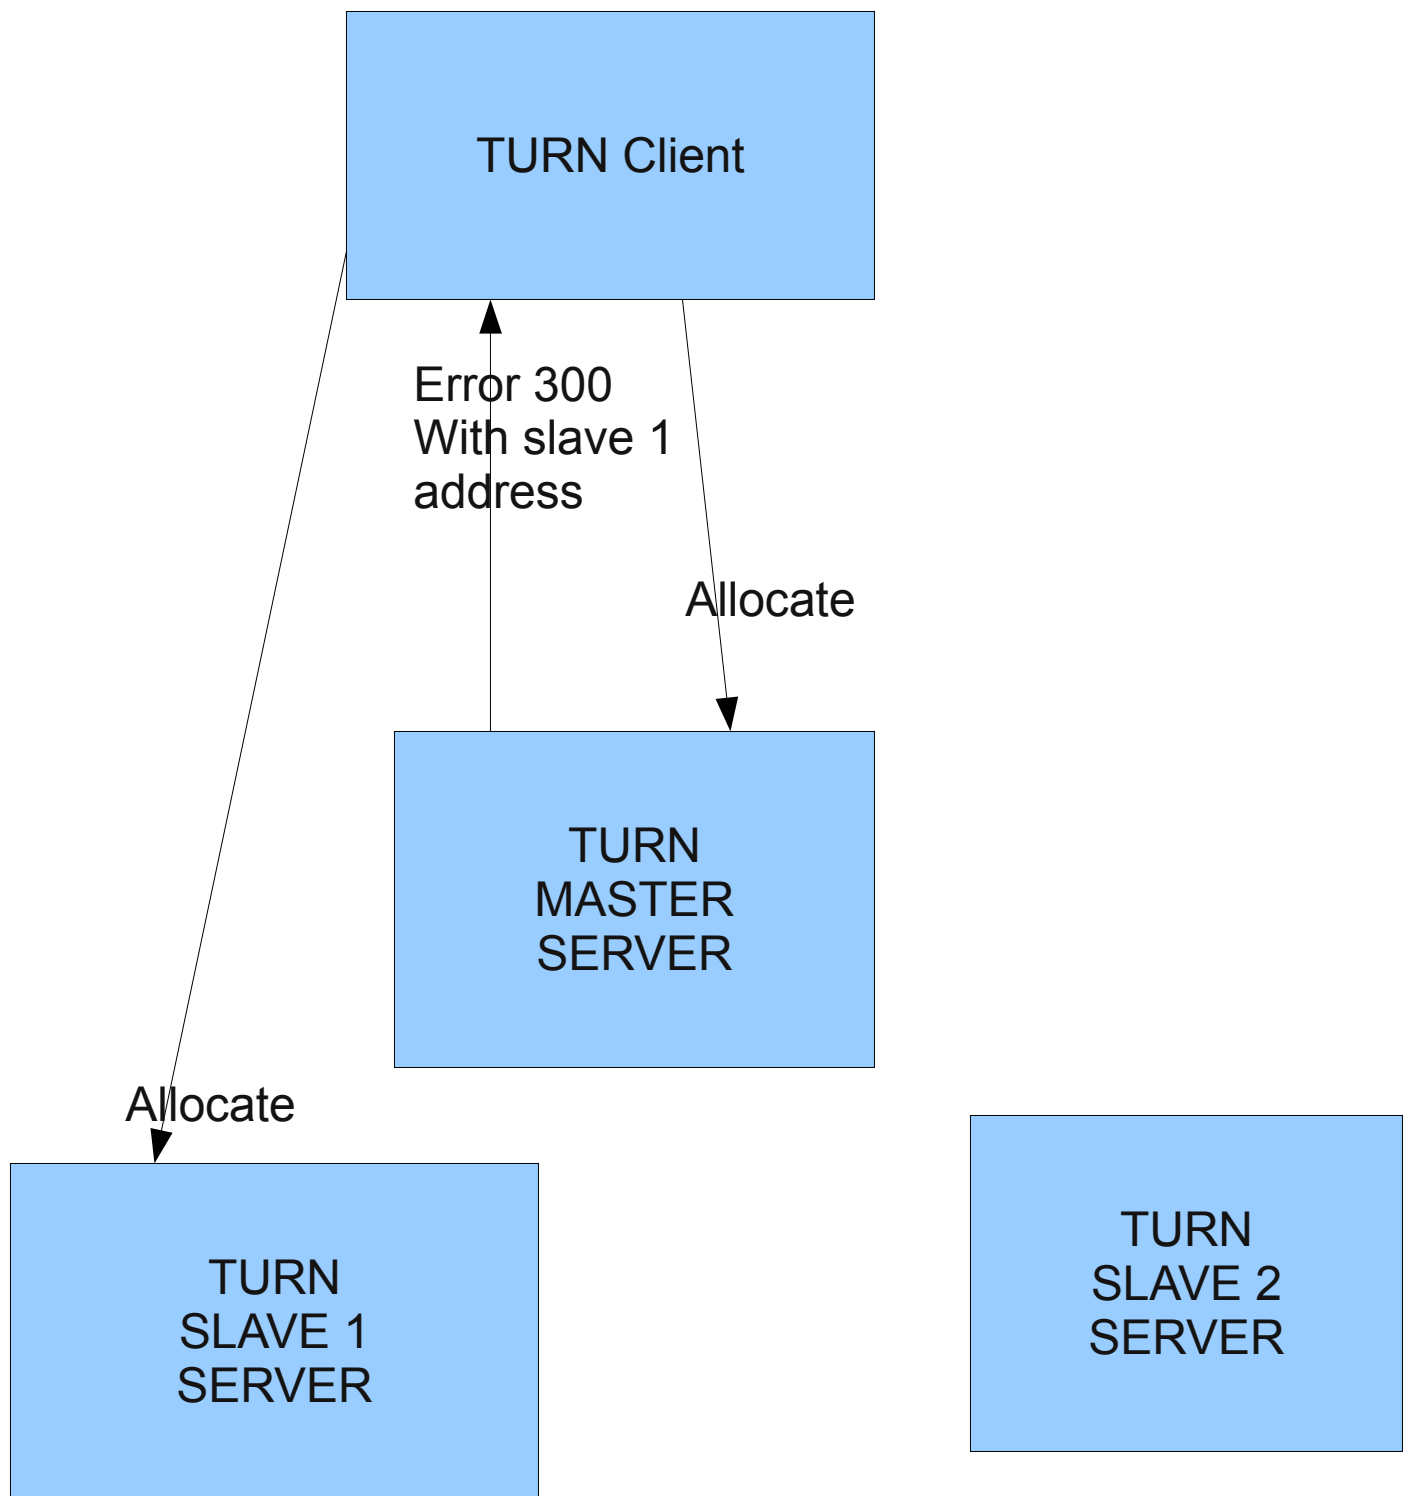 TURN Client
Error 300
With slave 1
address
Allocate
TURN
MASTER
SERVER
Allocate
TURN
SLAVE 1
SERVER
TURN
SLAVE 2
SERVER